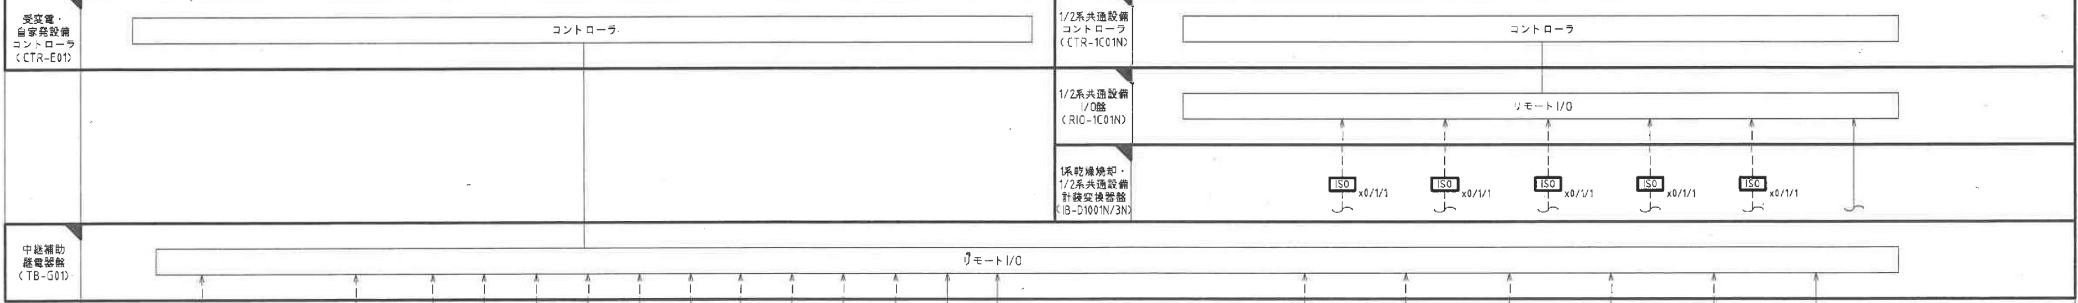 受変電・
自家発設備
コントローラ
(CTR-E01)
コントローラ
1/2系共通設備
コントローラ
(CTR-1C01N)
コントローラ
1/2系共通設備
I/O盤
(RIO-1C01N)
リモートI/O
1系乾燥焼却・
1/2系共通設備
計装変換器盤
(IB-D1001N/3N)
ISO x0/1/1
ISO x0/1/1
ISO x0/1/1
ISO x0/1/1
ISO x0/1/1
中継補助
継電器盤
(TB-G01)
リモートI/O